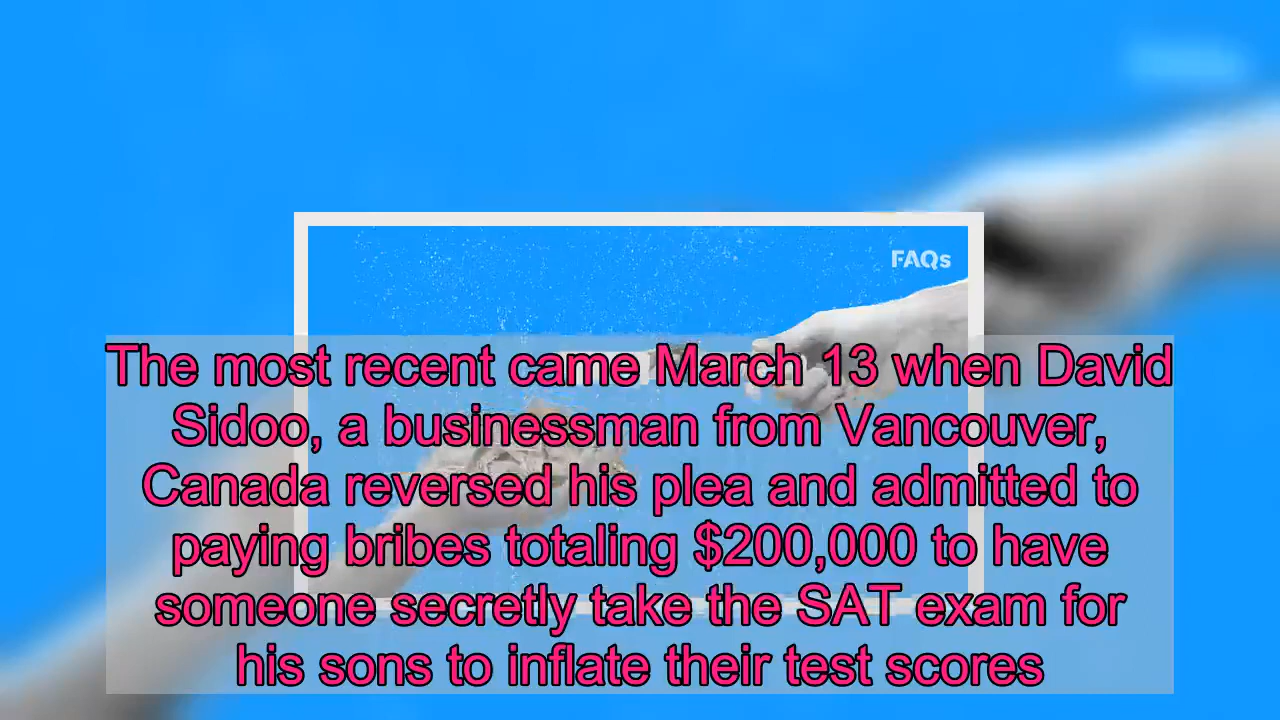 FAQs
The most recent came March 13 when David
Sidoo, a businessman from Vancouver,
Canada reversed his plea and admitted to
paying bribes totaling $200,000 to have
someone secretly take the SAT exam for
his sons to inflate their test scores